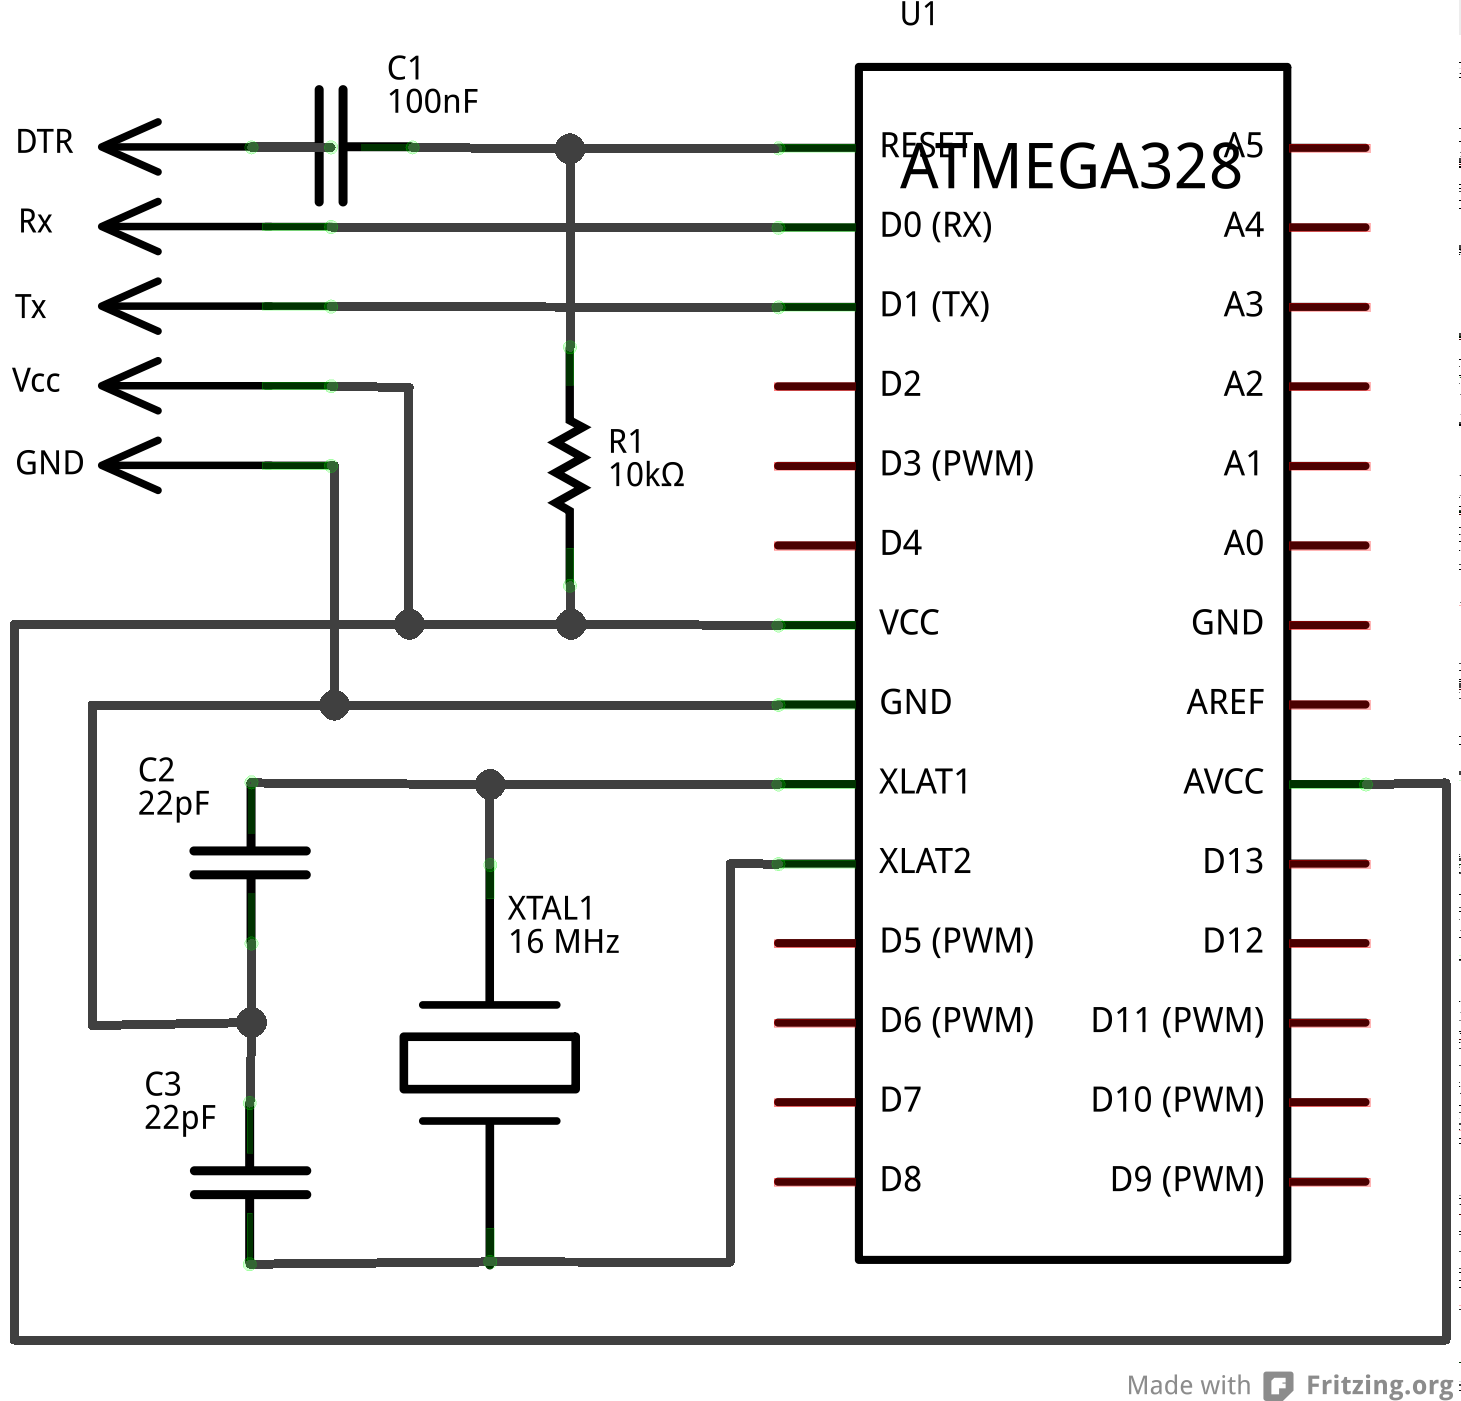 U1
C1
100nF
DTR
Rx
Tx
Vcc
GND
R1
10kΩ
C2
22pF
XTAL1
16 MHz
C3
22pF
ATMEGA328
RESET
D0 (RX)
D1 (TX)
D2
D3 (PWM)
D4
VCC
GND
XLAT1
XLAT2
D5 (PWM)
D6 (PWM)
D7
D8
A5
A4
A3
A2
A1
A0
GND
AREF
AVCC
D13
D12
D11 (PWM)
D10 (PWM)
D9 (PWM)
Made with Fritzing.org